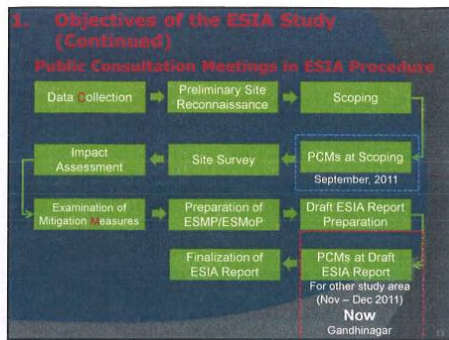 1. Objectives of the ESIA Study
(Continued)
Public Consultation Meetings in ESIA Procedure
Data Collection
Preliminary Site
Reconnaissance
Scoping
PCMs at Scoping
September, 2011
Site Survey
Impact
Assessment
Examination of
Mitigation Measures
Preparation of
ESMP/ESMoP
Draft ESIA Report
Preparation
PCMs at Draft
ESIA Report
For other study area
(Nov – Dec 2011)
Now
Gandhinagar
Finalization of
ESIA Report